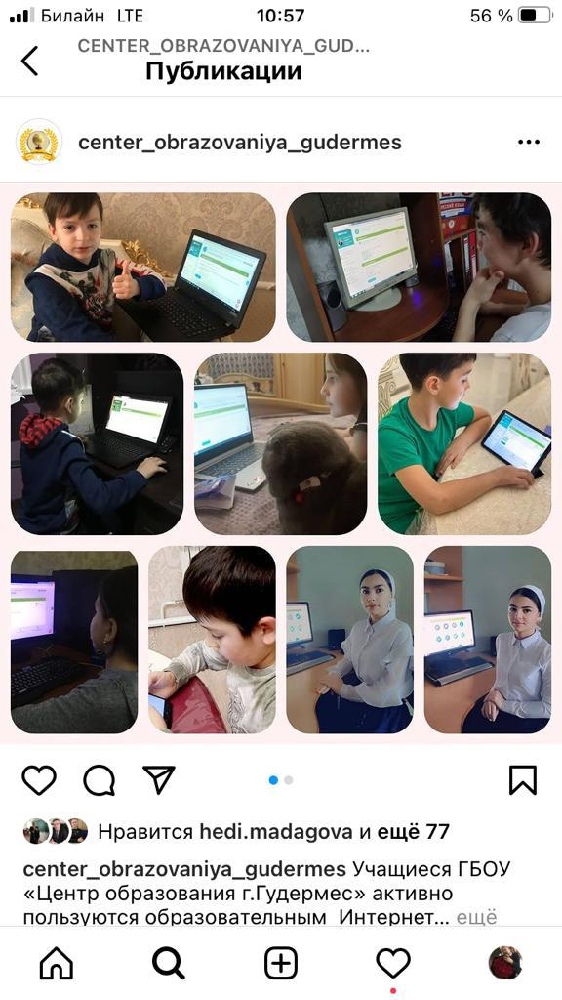 Билайн LTE 10:57 56 %
CENTER_OBRAZOVANIYA_GUD...
Публикации
center_obrazovaniya_gudermes
Нравится hedi.madagova и ещё 77
center_obrazovaniya_gudermes Учащиеся ГБОУ
«Центр образования г.Гудермес» активно
пользуются образовательным Интернет... ещё